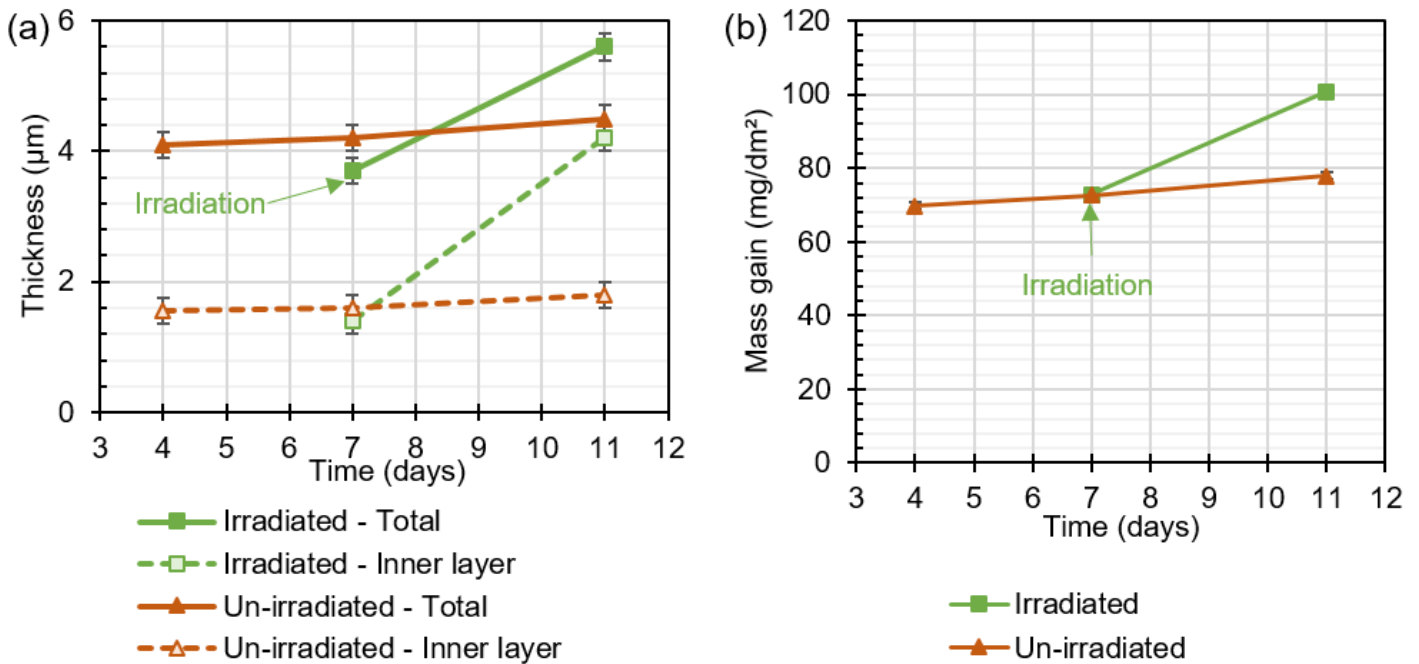 (a)
6
4
2
0
Thickness (µm)
Irradiation
3 4 5 6 7 8 9 10 11 12
Time (days)
Irradiated - Total
Irradiated - Inner layer
Un-irradiated - Total
Un-irradiated - Inner layer
(b)
120
100
80
60
40
20
0
Mass gain (mg/dm²)
Irradiation
3 4 5 6 7 8 9 10 11 12
Time (days)
Irradiated
Un-irradiated